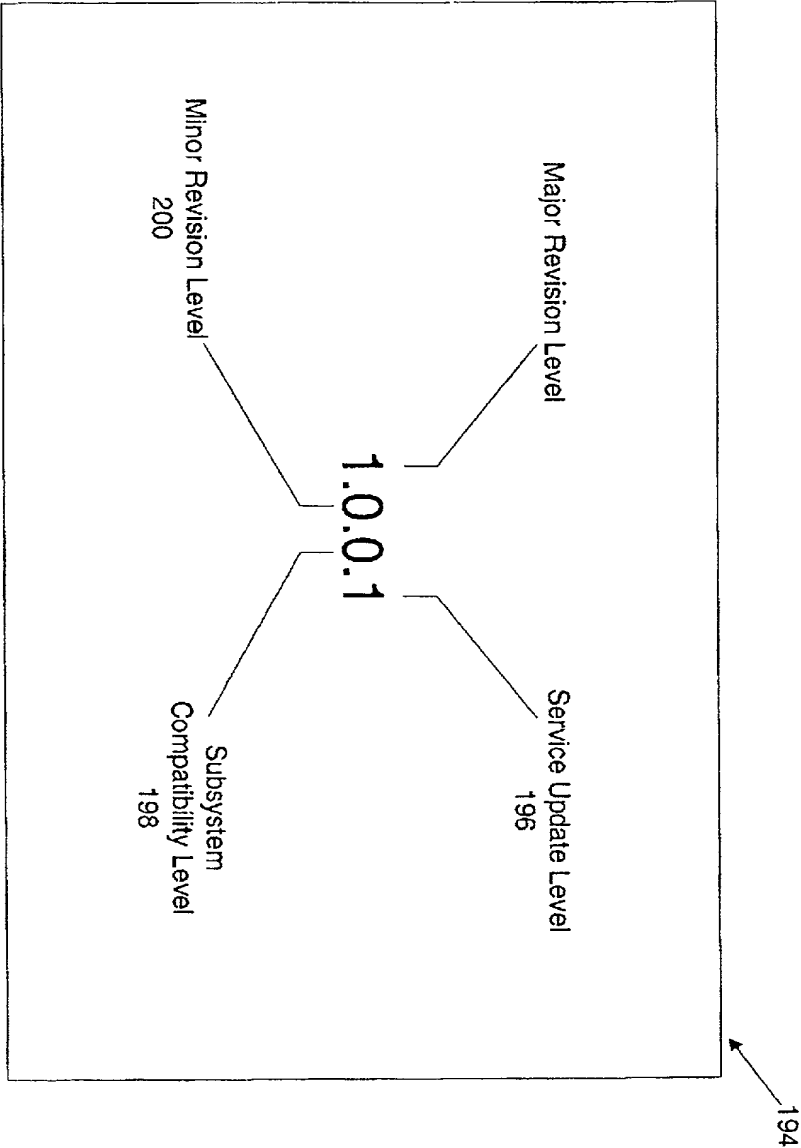 194
Major Revision Level
Service Update Level
196
1.0.0.1
Minor Revision Level
200
Subsystem
Compatibility Level
198